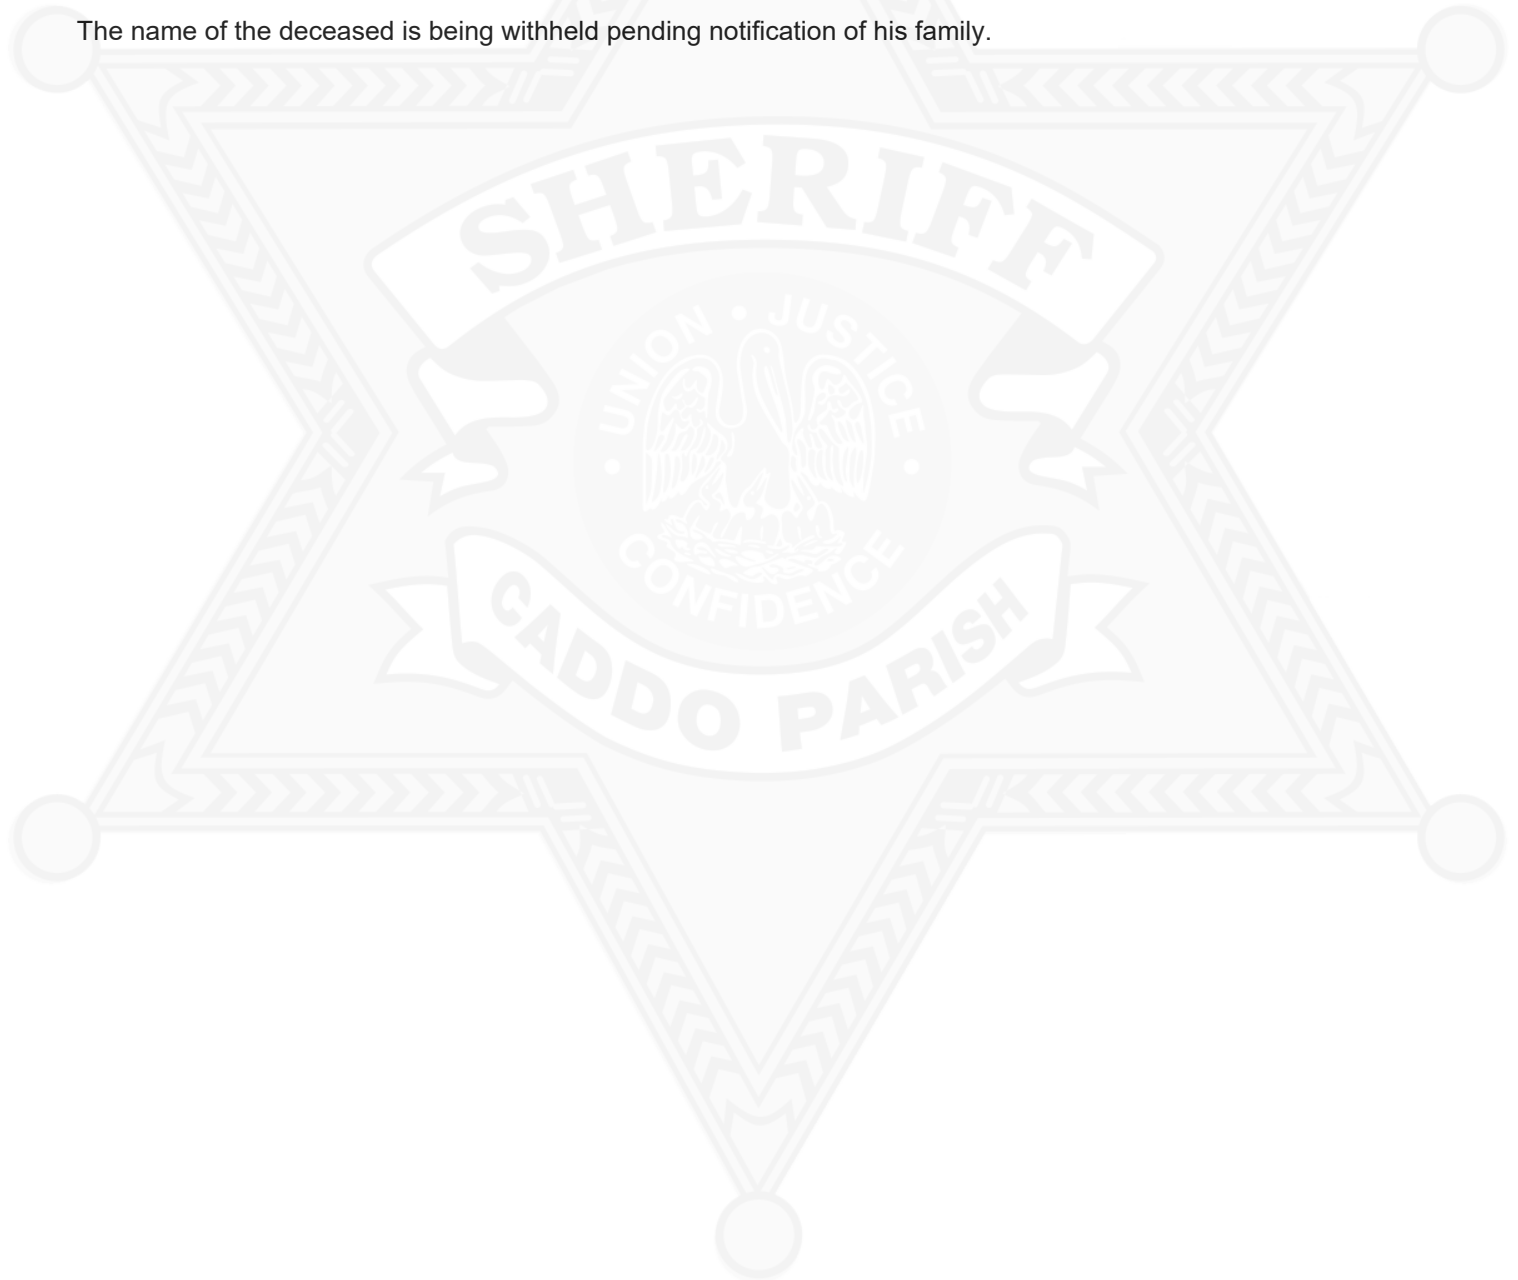 The name of the deceased is being withheld pending notification of his family.
SHERIFF
UNION • JUSTICE
CONFIDENCE
CADDO PARISH